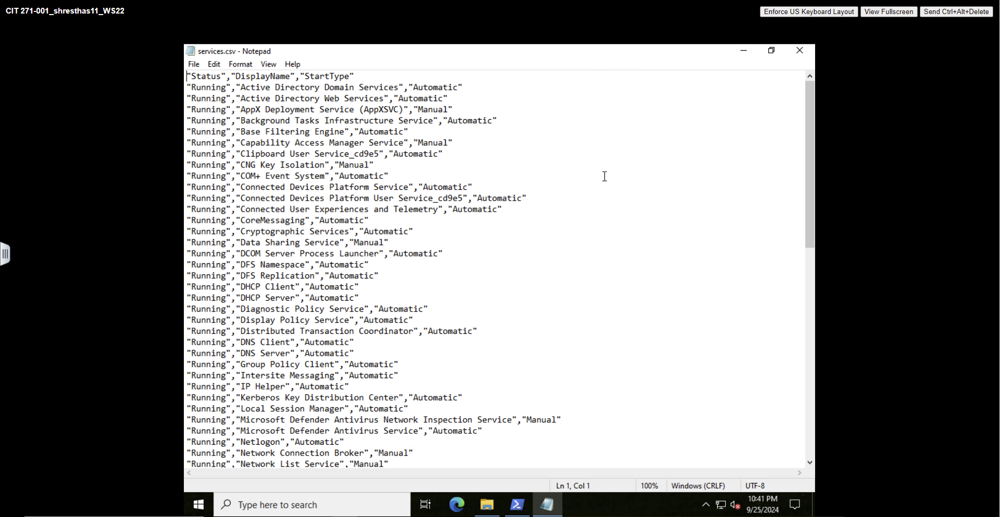 CIT 271-001_shresthas11_WS22
Enforce US Keyboard Layout
View Fullscreen
Send Ctrl+Alt+Delete
services.csv - Notepad
File Edit Format View Help
"Status","DisplayName","StartType"
"Running","Active Directory Domain Services","Automatic"
"Running","Active Directory Web Services","Automatic"
"Running","AppX Deployment Service (AppXSVC)","Manual"
"Running","Background Tasks Infrastructure Service","Automatic"
"Running","Base Filtering Engine","Automatic"
"Running","Capability Access Manager Service","Manual"
"Running","Clipboard User Service_cd9e5","Automatic"
"Running","CNG Key Isolation","Manual"
"Running","COM+ Event System","Automatic"
"Running","Connected Devices Platform Service","Automatic"
"Running","Connected Devices Platform User Service_cd9e5","Automatic"
"Running","Connected User Experiences and Telemetry","Automatic"
"Running","CoreMessaging","Automatic"
"Running","Cryptographic Services","Automatic"
"Running","Data Sharing Service","Manual"
"Running","DCOM Server Process Launcher","Automatic"
"Running","DFS Namespace","Automatic"
"Running","DFS Replication","Automatic"
"Running","DHCP Client","Automatic"
"Running","DHCP Server","Automatic"
"Running","Diagnostic Policy Service","Automatic"
"Running","Display Policy Service","Automatic"
"Running","Distributed Transaction Coordinator","Automatic"
"Running","DNS Client","Automatic"
"Running","DNS Server","Automatic"
"Running","Group Policy Client","Automatic"
"Running","Intersite Messaging","Automatic"
"Running","IP Helper","Automatic"
"Running","Kerberos Key Distribution Center","Automatic"
"Running","Local Session Manager","Automatic"
"Running","Microsoft Defender Antivirus Network Inspection Service","Manual"
"Running","Microsoft Defender Antivirus Service","Automatic"
"Running","Netlogon","Automatic"
"Running","Network Connection Broker","Manual"
"Running","Network List Service","Manual"
Ln 1, Col 1
100%
Windows (CRLF)
UTF-8
Type here to search
10:41 PM
9/25/2024